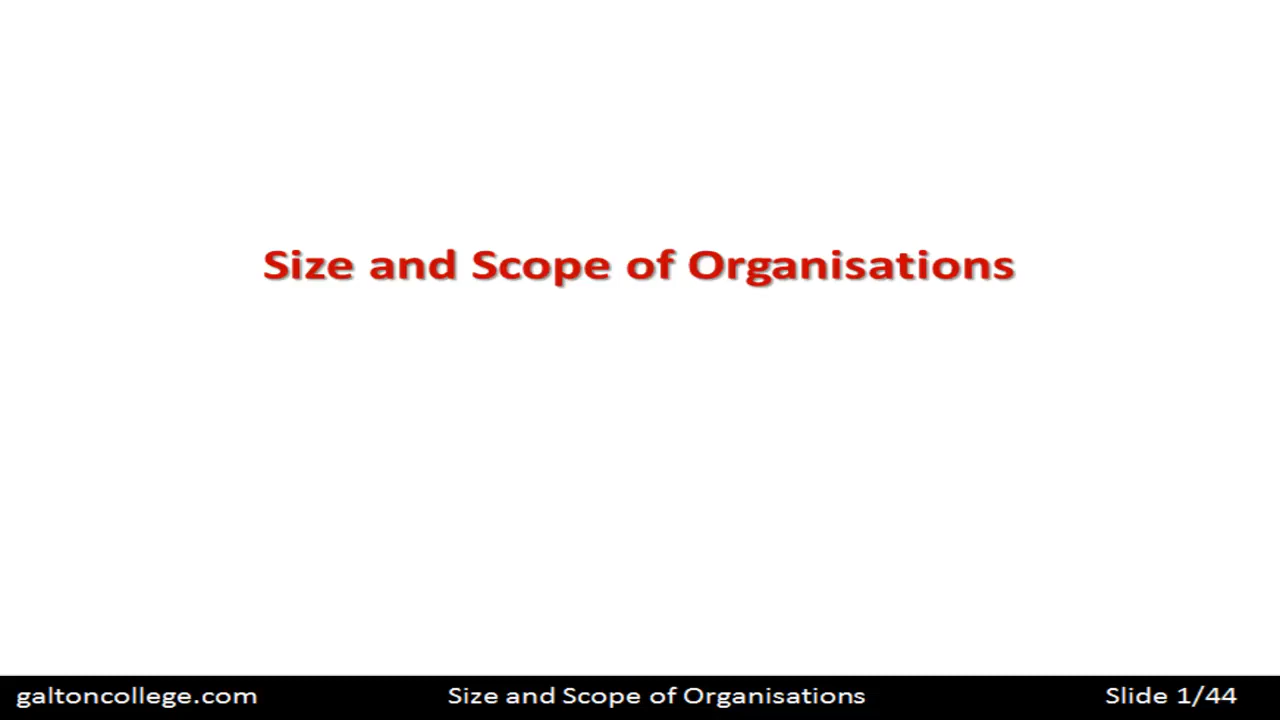 Size and Scope of Organisations
galtoncollege.com Size and Scope of Organisations Slide 1/44